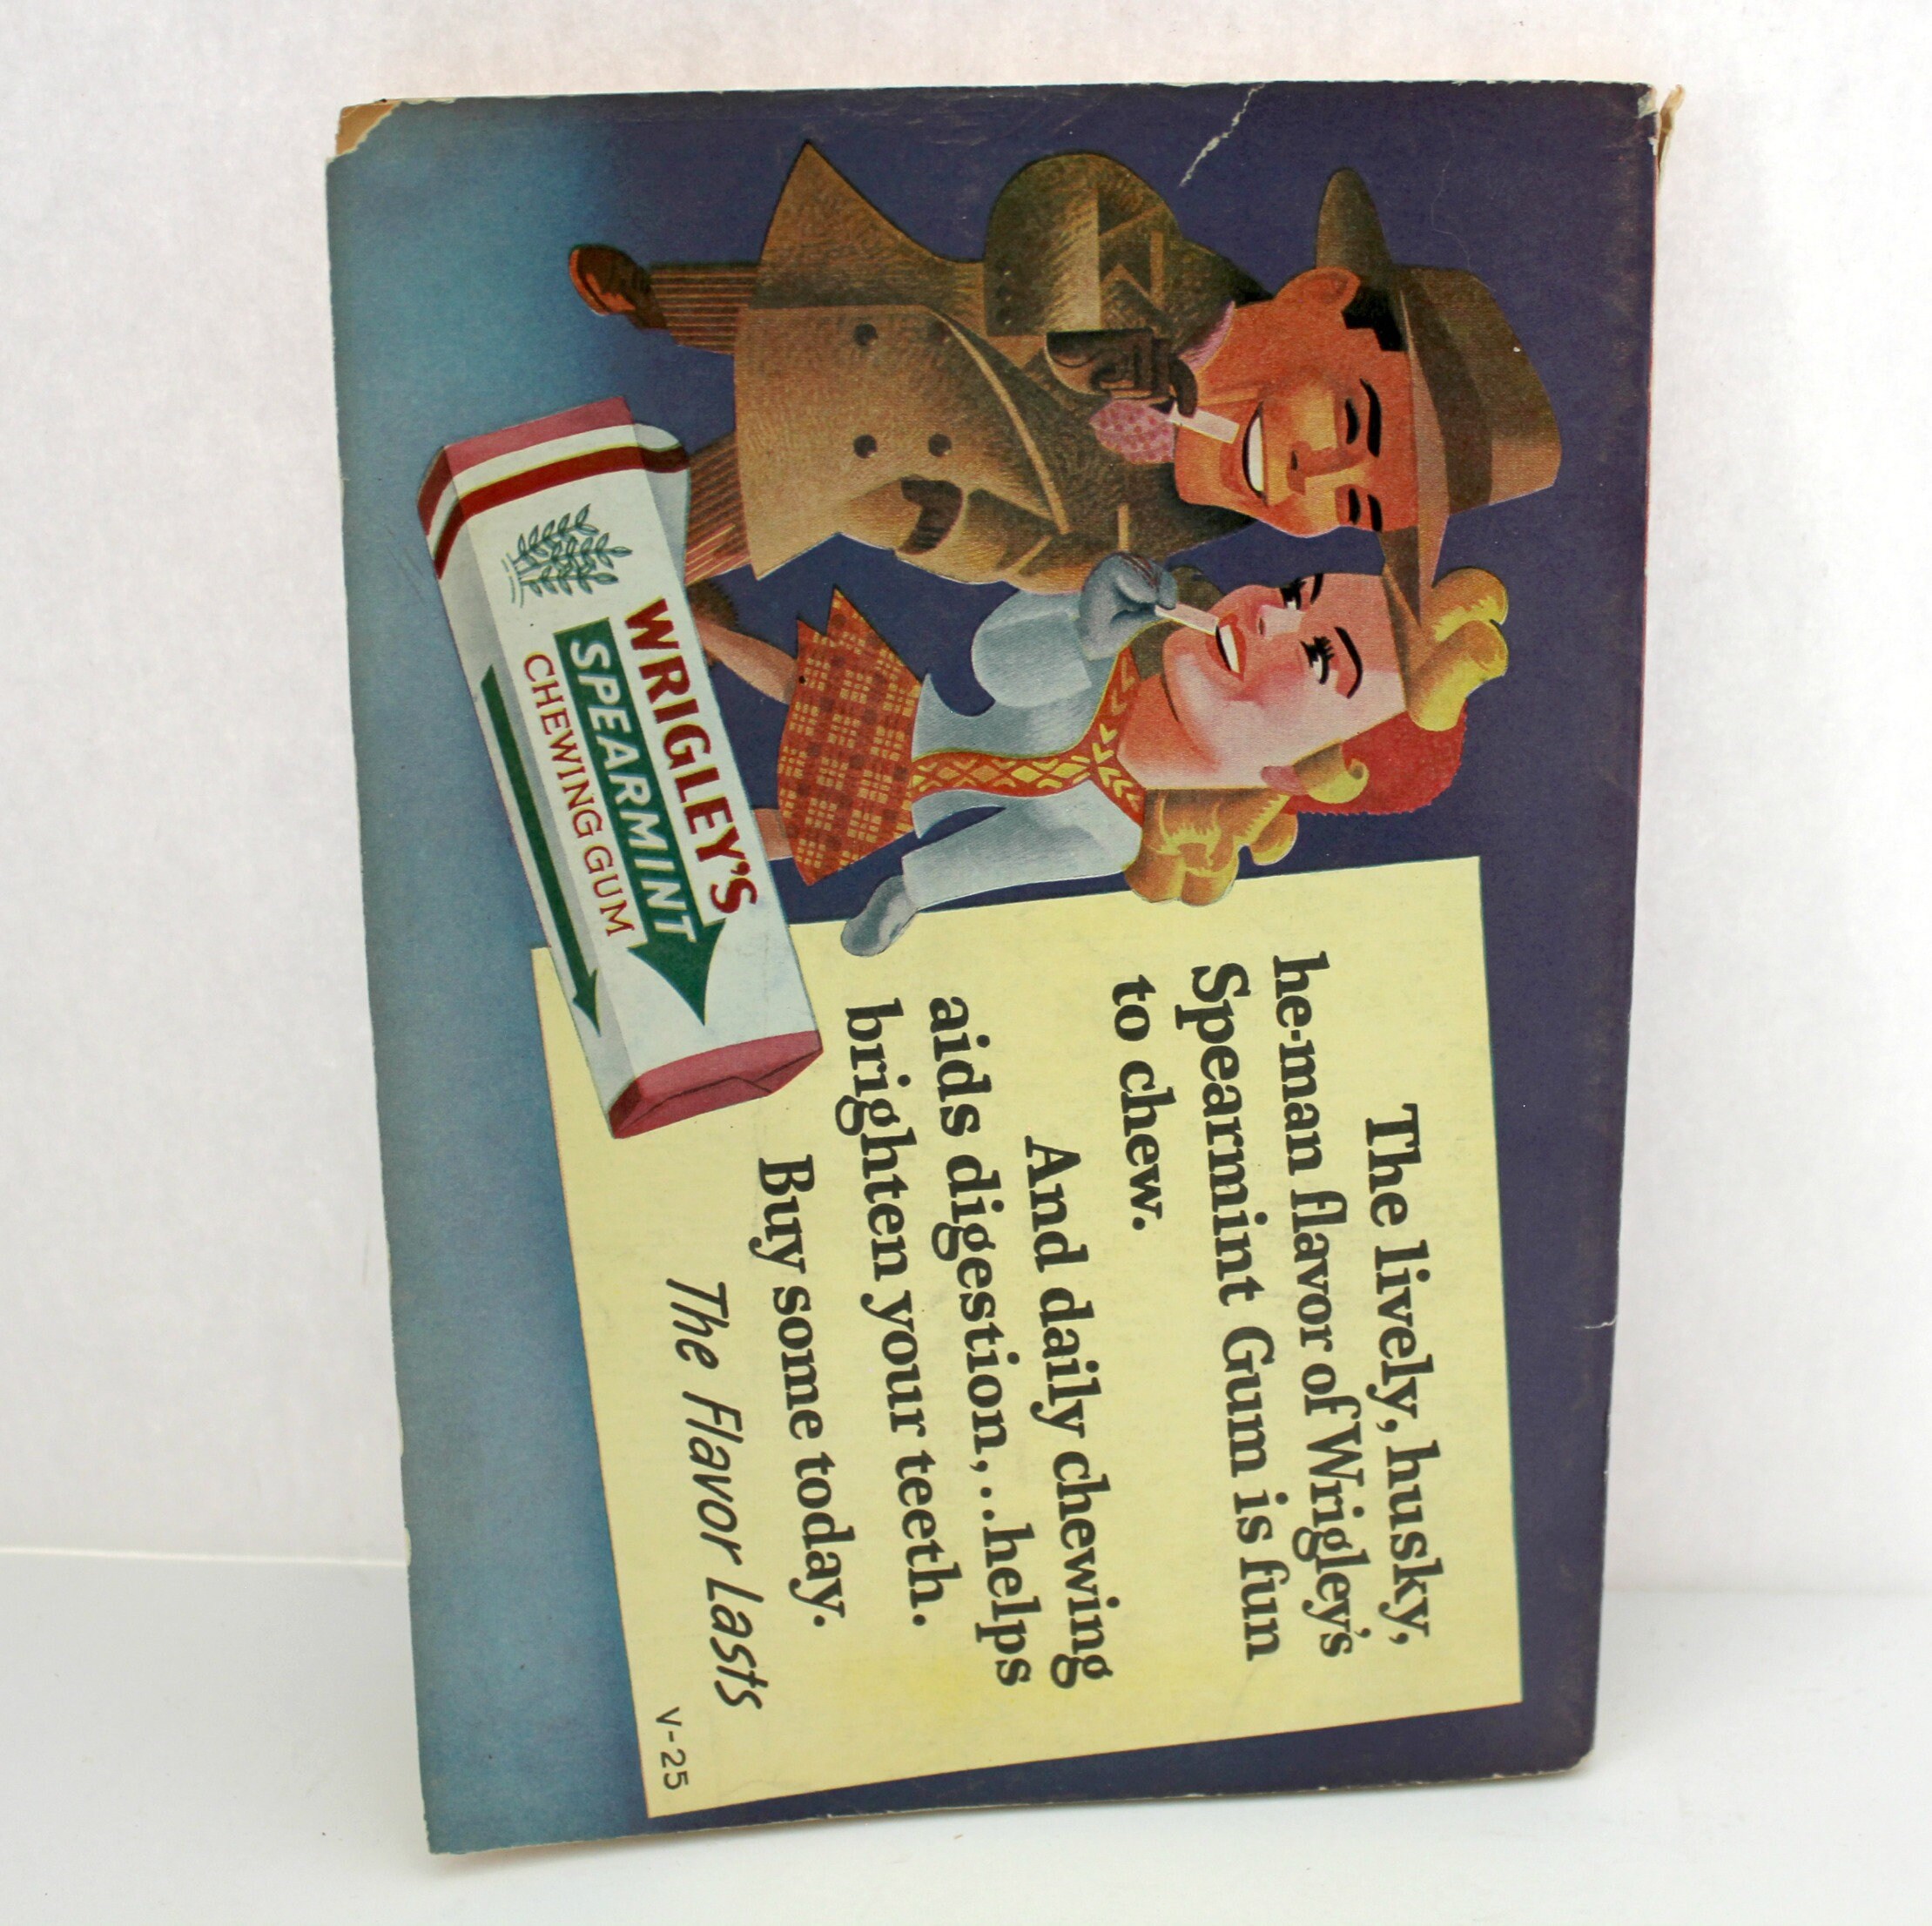 The lively, husky,
he-man flavor of Wrigley's
Spearmint Gum is fun
to chew.
And daily chewing
aids digestion,...helps
brighten your teeth.
Buy some today.
The Flavor Lasts
V-25
WRIGLEY'S
SPEARMINT
CHEWING GUM